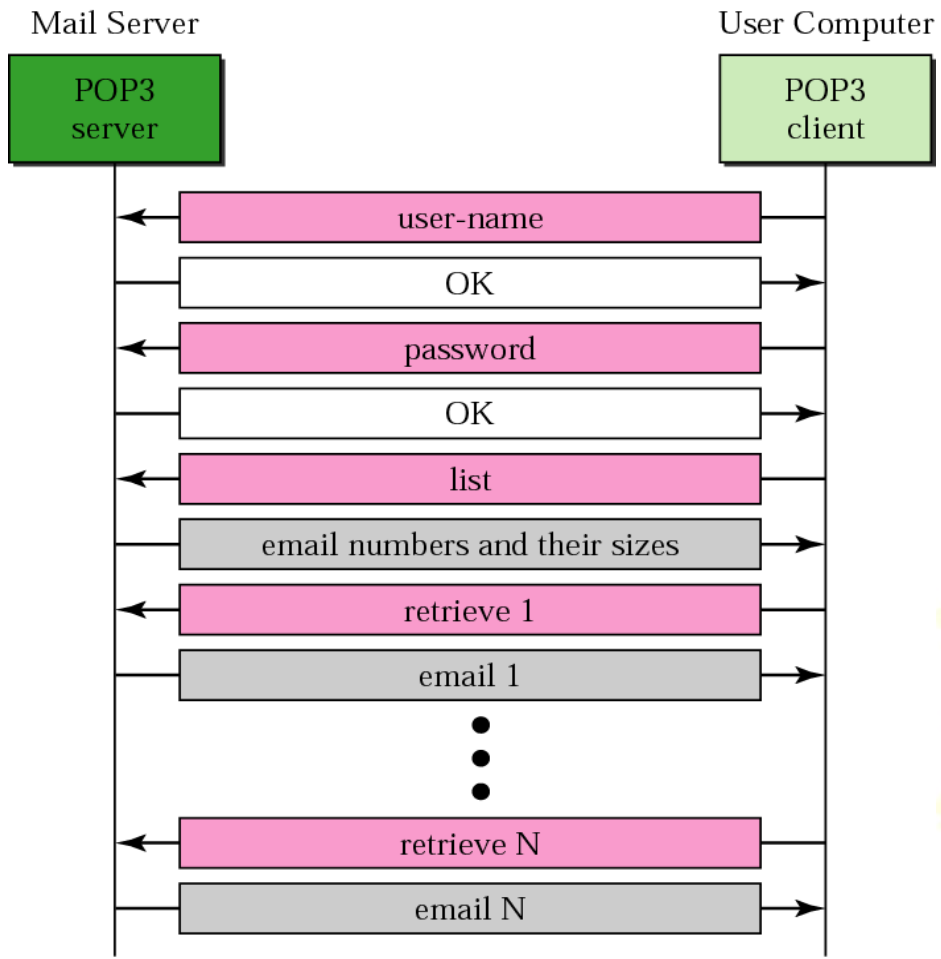 Mail Server
User Computer
POP3
server
POP3
client
user-name
OK
password
OK
list
email numbers and their sizes
retrieve 1
email 1
retrieve N
email N